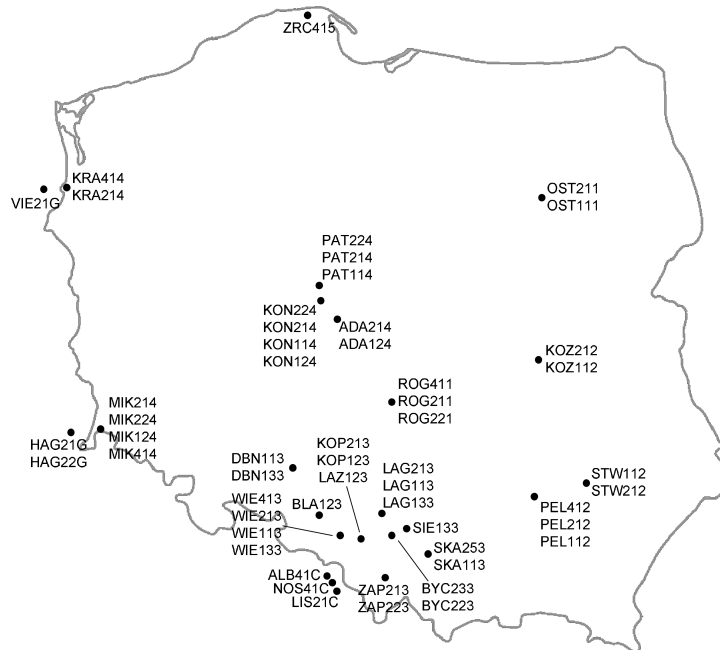 ZRC415
KRA414
KRA214
VIE21G
OST211
OST111
PAT224
PAT214
PAT114
KON224
KON214
KON114
KON124
ADA214
ADA124
KOZ212
KOZ112
ROG411
ROG211
ROG221
MIK214
MIK224
MIK124
MIK414
HAG21G
HAG22G
DBN113
DBN133
KOP213
KOP123
LAZ123
LAG213
LAG113
LAG133
STW112
STW212
WIE413
WIE213
WIE113
WIE133
BLA123
PEL412
PEL212
PEL112
SIE133
SKA253
SKA113
ALB41C
NOS41C
LIS21C
ZAP213
ZAP223
BYC233
BYC223